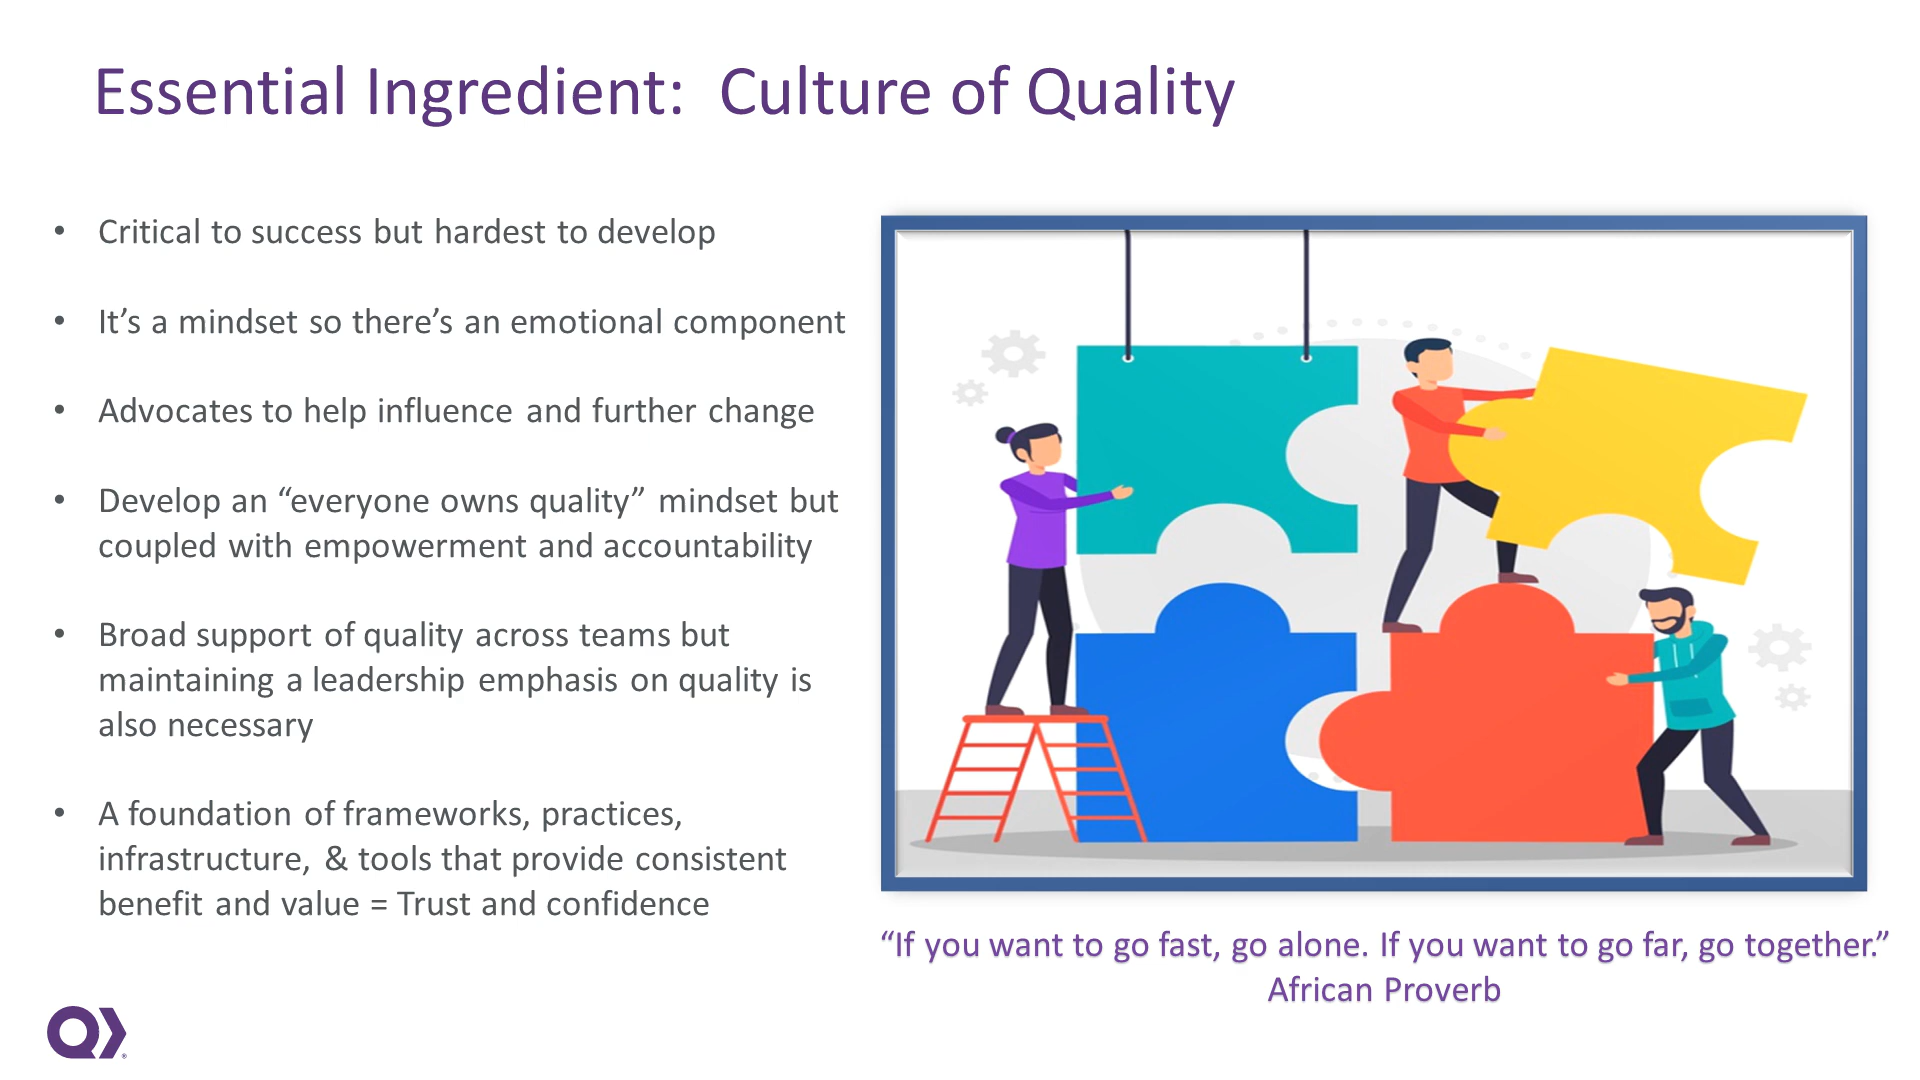 Essential Ingredient:  Culture of Quality
• Critical to success but hardest to develop
• It’s a mindset so there’s an emotional component
• Advocates to help influence and further change
• Develop an “everyone owns quality” mindset but
coupled with empowerment and accountability
• Broad support of quality across teams but
maintaining a leadership emphasis on quality is
also necessary
• A foundation of frameworks, practices,
infrastructure, & tools that provide consistent
benefit and value = Trust and confidence
“If you want to go fast, go alone. If you want to go far, go together.”
African Proverb